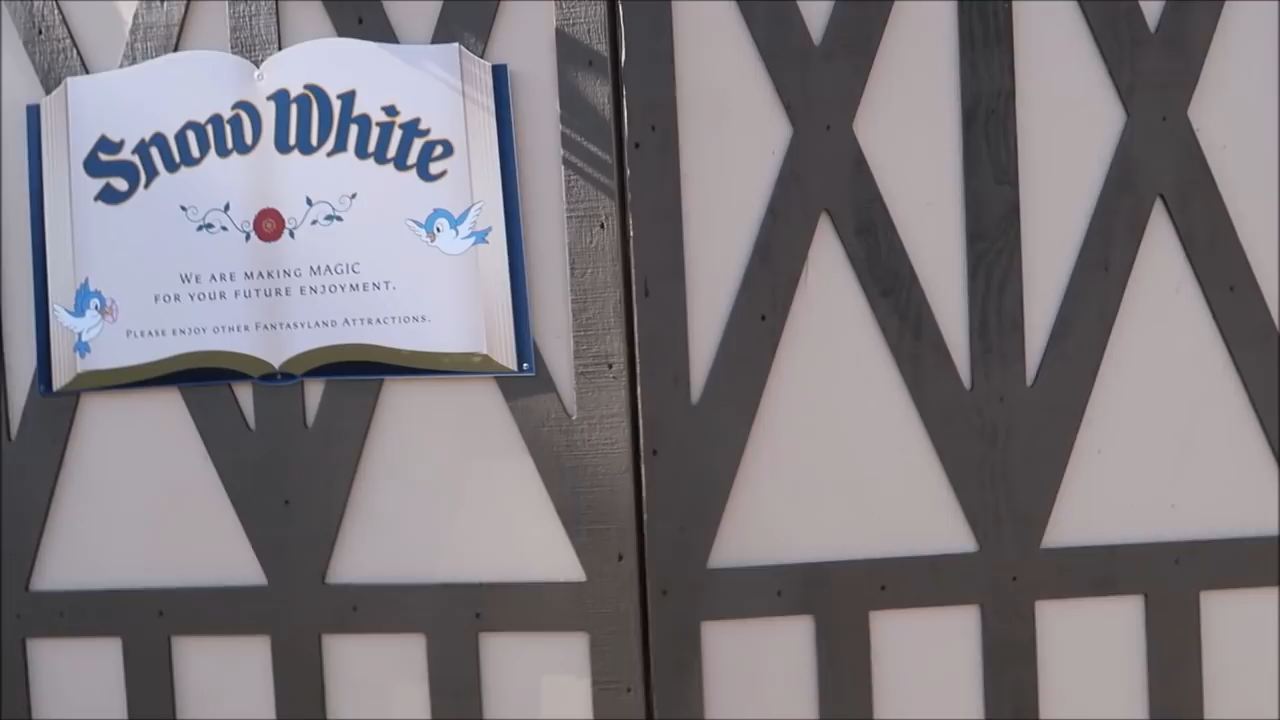 Snow White
WE ARE MAKING MAGIC
FOR YOUR FUTURE ENJOYMENT.
PLEASE ENJOY OTHER FANTASYLAND ATTRACTIONS.